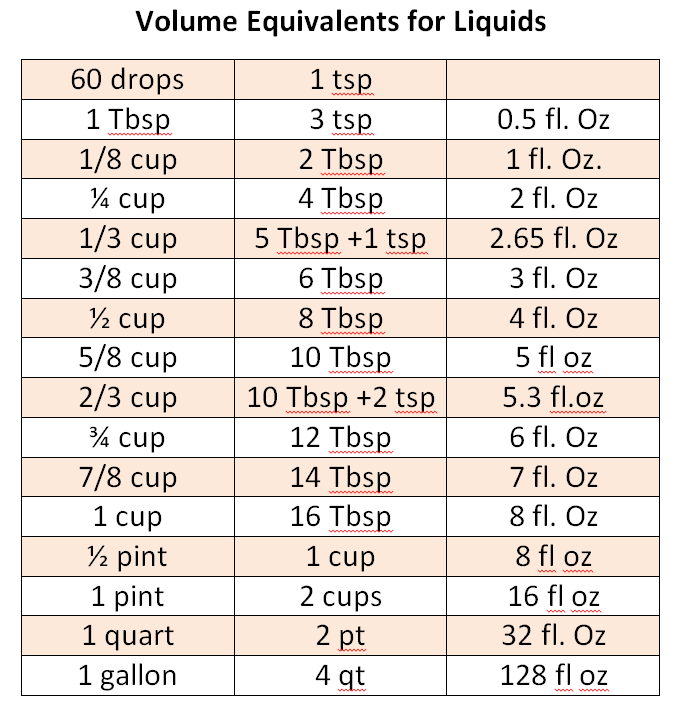 Volume Equivalents for Liquids
60 drops 1 tsp
1 Tbsp 3 tsp 0.5 fl. Oz
1/8 cup 2 Tbsp 1 fl. Oz.
¼ cup 4 Tbsp 2 fl. Oz
1/3 cup 5 Tbsp +1 tsp 2.65 fl. Oz
3/8 cup 6 Tbsp 3 fl. Oz
½ cup 8 Tbsp 4 fl. Oz
5/8 cup 10 Tbsp 5 fl oz
2/3 cup 10 Tbsp +2 tsp 5.3 fl.oz
¾ cup 12 Tbsp 6 fl. Oz
7/8 cup 14 Tbsp 7 fl. Oz
1 cup 16 Tbsp 8 fl. Oz
½ pint 1 cup 8 fl oz
1 pint 2 cups 16 fl oz
1 quart 2 pt 32 fl. Oz
1 gallon 4 qt 128 fl oz